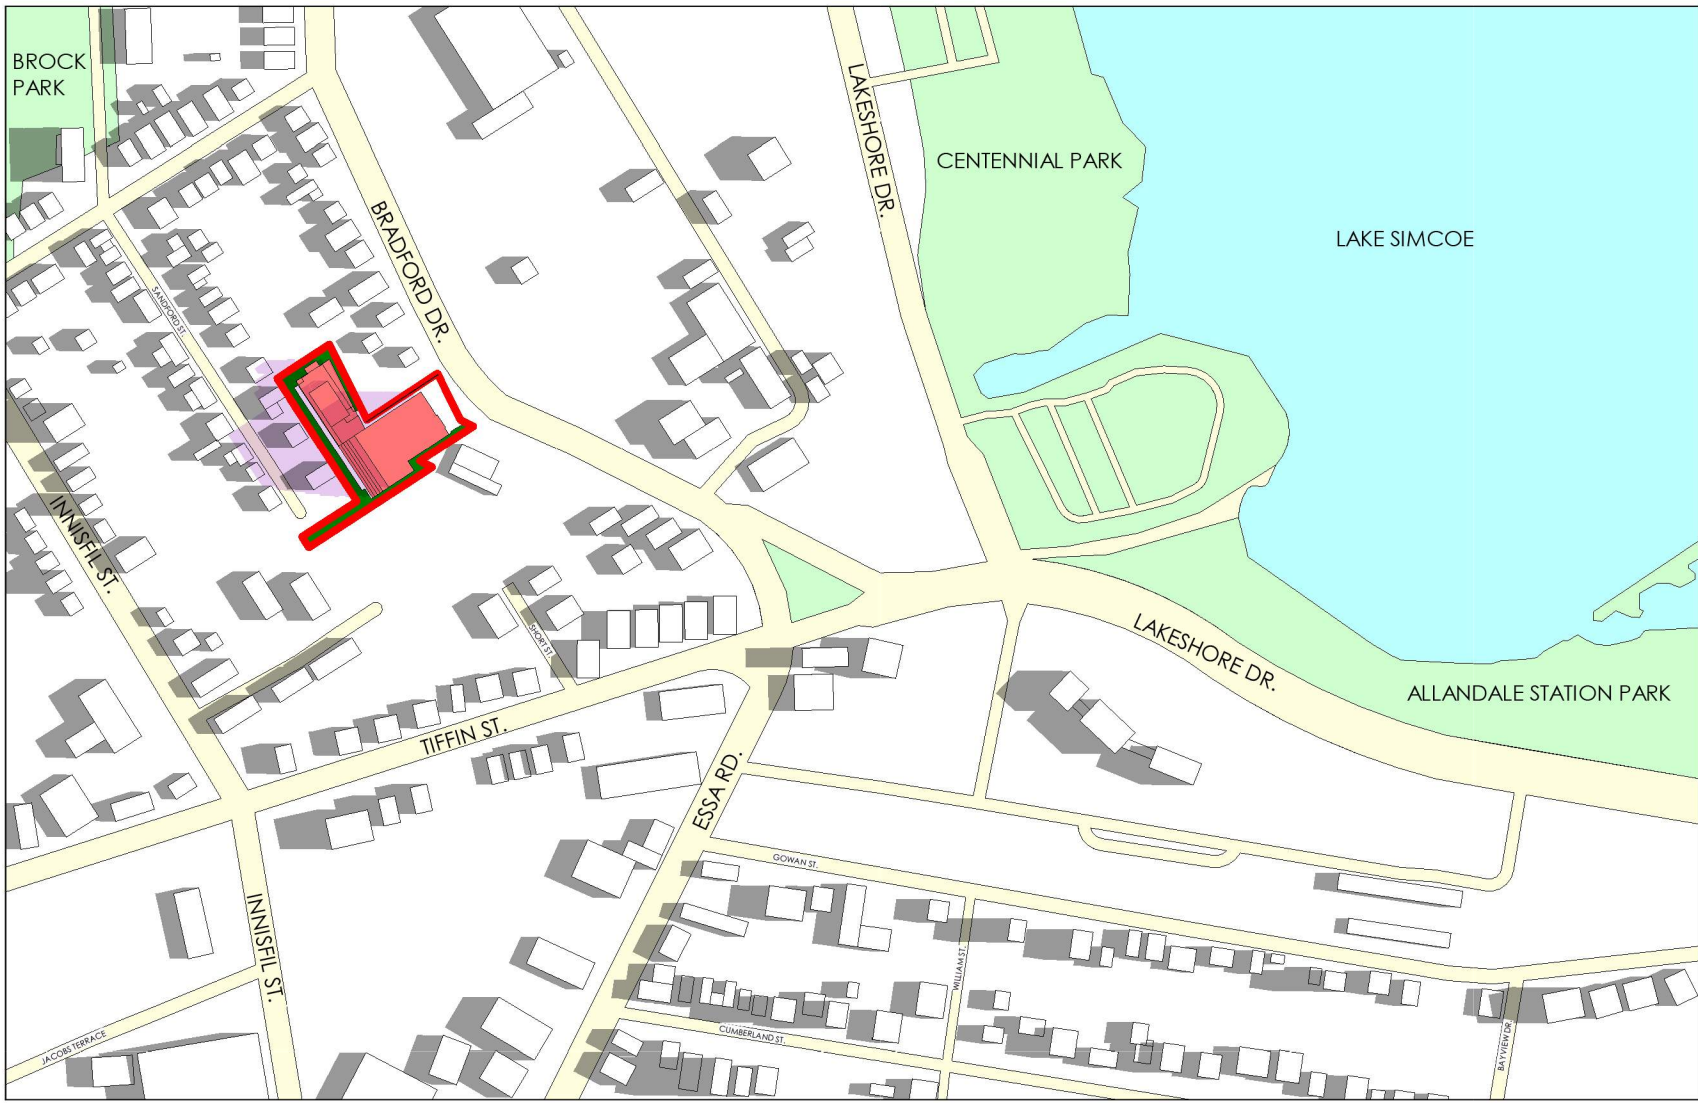 BROCK
PARK
LAKESHORE DR.
CENTENNIAL PARK
LAKE SIMCOE
BRADFORD DR.
SANDFORD ST.
INNISFIL ST.
SHORT ST.
LAKESHORE DR.
ALLANDALE STATION PARK
TIFFIN ST.
ESSA RD.
GOWAN ST.
INNISFIL ST.
WILLIAM ST.
JACOBS TERRACE
CUMBERLAND ST.
BAYVIEW DR.